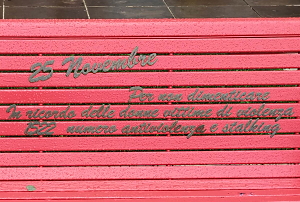 25 Novembre
Per non dimenticare
In ricordo delle donne vittime di violenza
1522 numero antiviolenza e stalking